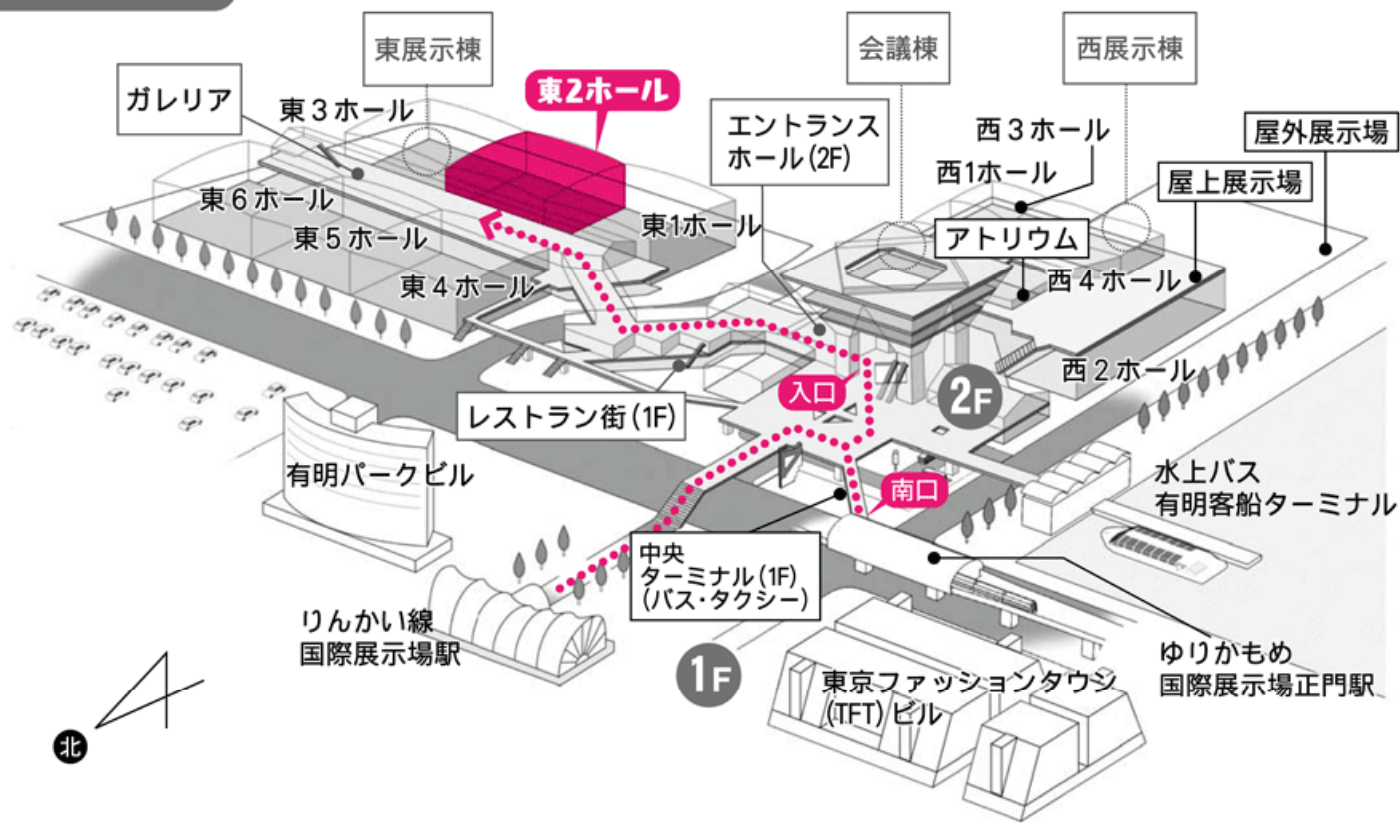 東展示棟
会議棟
西展示棟
ガレリア
東3ホール
東2ホール
エントランス
ホール(2F)
西3ホール
屋外展示場
西1ホール
屋上展示場
東6ホール
東5ホール
東1ホール
アトリウム
東4ホール
西4ホール
入口
2F
西2ホール
レストラン街(1F)
有明パークビル
南口
水上バス
有明客船ターミナル
中央
ターミナル(1F)
(バス・タクシー)
りんかい線
国際展示場駅
1F
東京ファッションタウン
(TFT)ビル
ゆりかもめ
国際展示場正門駅
北